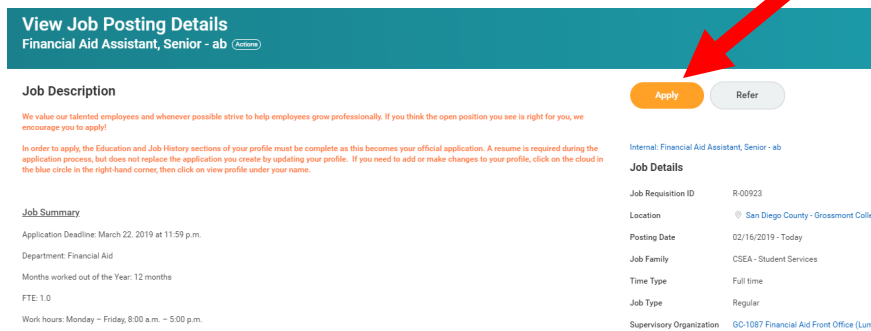 View Job Posting Details
Financial Aid Assistant, Senior - ab Actions
Job Description
We value our talented employees and whenever possible strive to help employees grow professionally. If you think the open position you see is right for you, we
encourage you to apply!
In order to apply, the Education and Job History sections of your profile must be complete as this becomes your official application. A resume is required during the
application process, but does not replace the application you create by updating your profile. If you need to add or make changes to your profile, click on the cloud in
the blue circle in the right-hand corner, then click on view profile under your name.
Job Summary
Application Deadline: March 22. 2019 at 11:59 p.m.
Department: Financial Aid
Months worked out of the Year: 12 months
FTE: 1.0
Work hours: Monday – Friday, 8:00 a.m. – 5:00 p.m.
Apply
Refer
Internal: Financial Aid Assistant, Senior - ab
Job Details
Job Requisition ID R-00923
Location San Diego County - Grossmont Colle
Posting Date 02/16/2019 - Today
Job Family CSEA - Student Services
Time Type Full time
Job Type Regular
Supervisory Organization GC-1087 Financial Aid Front Office (Lum